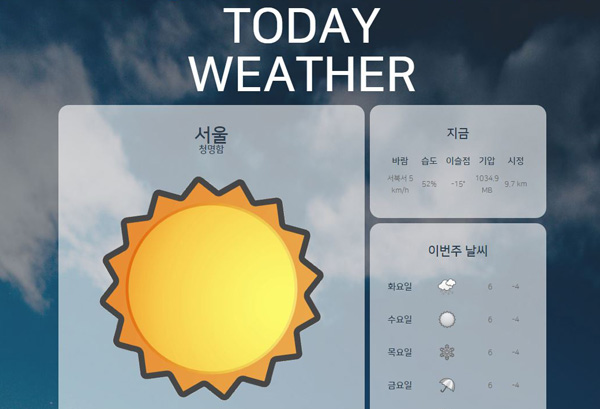 TODAY
WEATHER
서울
청명함
지금
바람 습도 이슬점 기압 시정
서북서 5 km/h 52% -15° 1034.9 MB 9.7 km
이번주 날씨
화요일 6 -4
수요일 6 -4
목요일 6 -4
금요일 6 -4